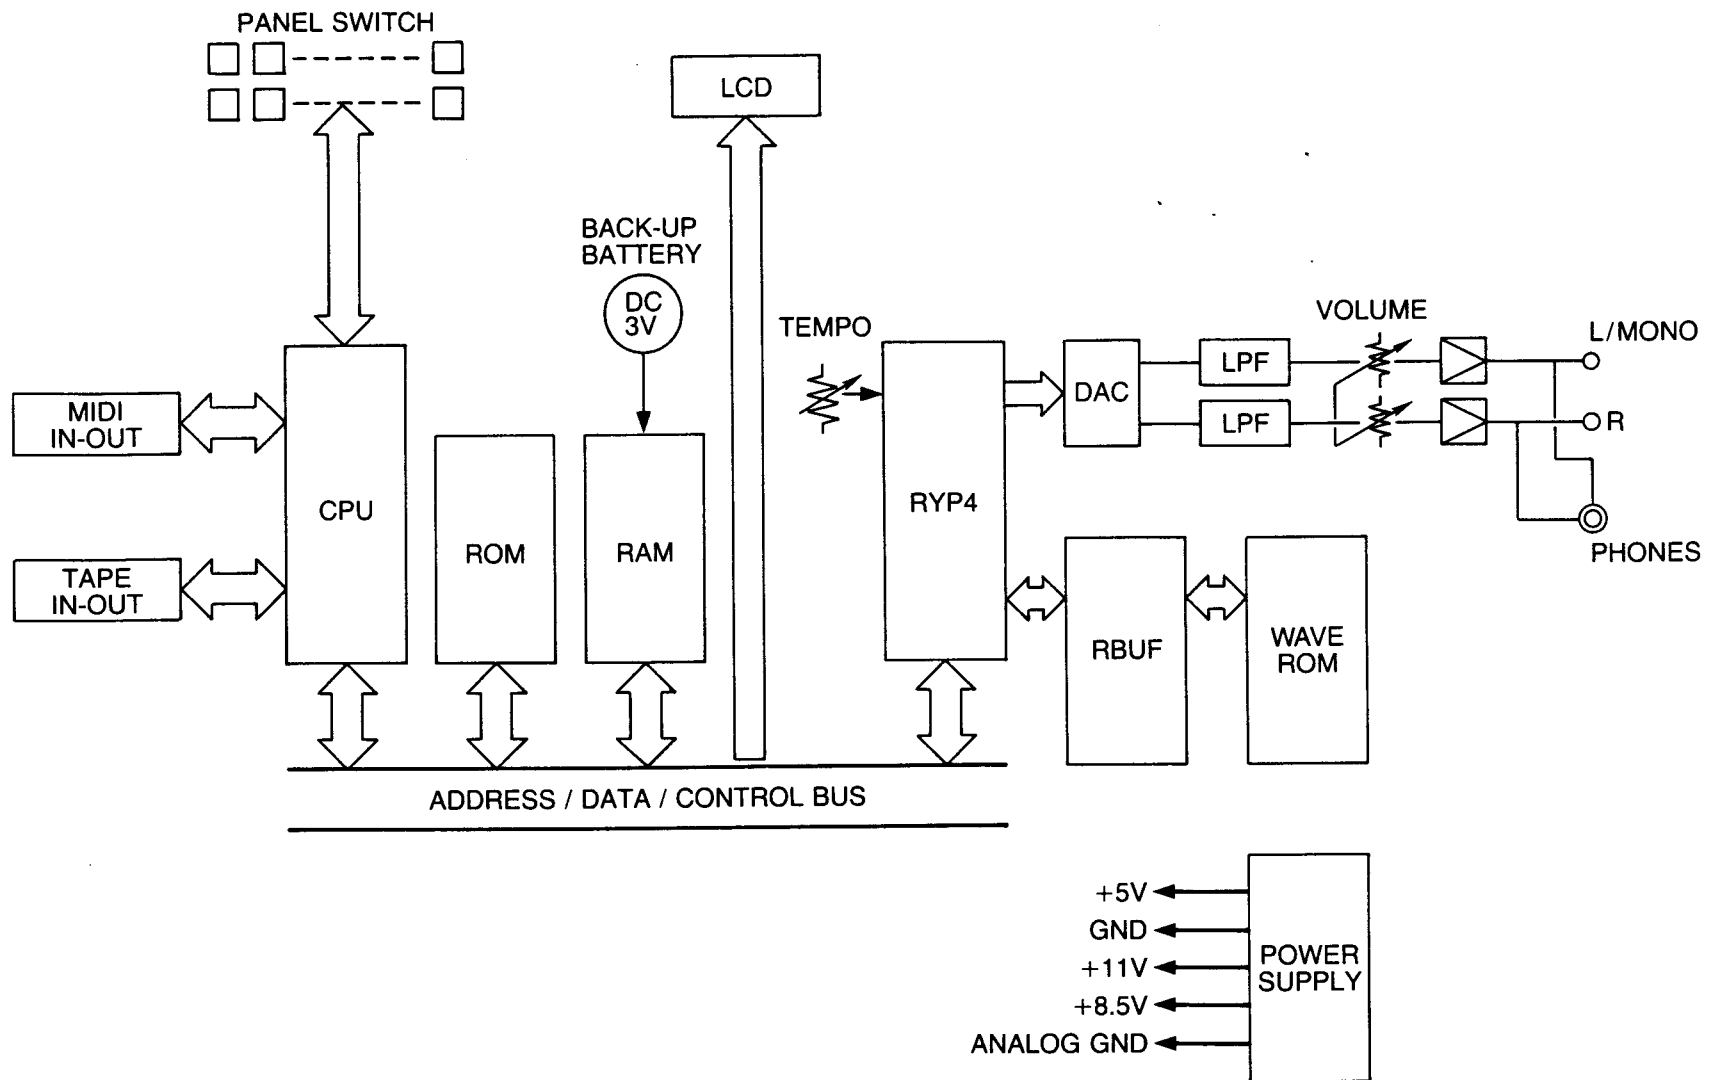 PANEL SWITCH
LCD
BACK-UP
BATTERY
DC
3V
TEMPO
VOLUME
L/MONO
R
PHONES
MIDI
IN-OUT
TAPE
IN-OUT
CPU
ROM
RAM
RYP4
DAC
LPF
LPF
RBUF
WAVE
ROM
ADDRESS / DATA / CONTROL BUS
+5V
GND
+11V
+8.5V
ANALOG GND
POWER
SUPPLY